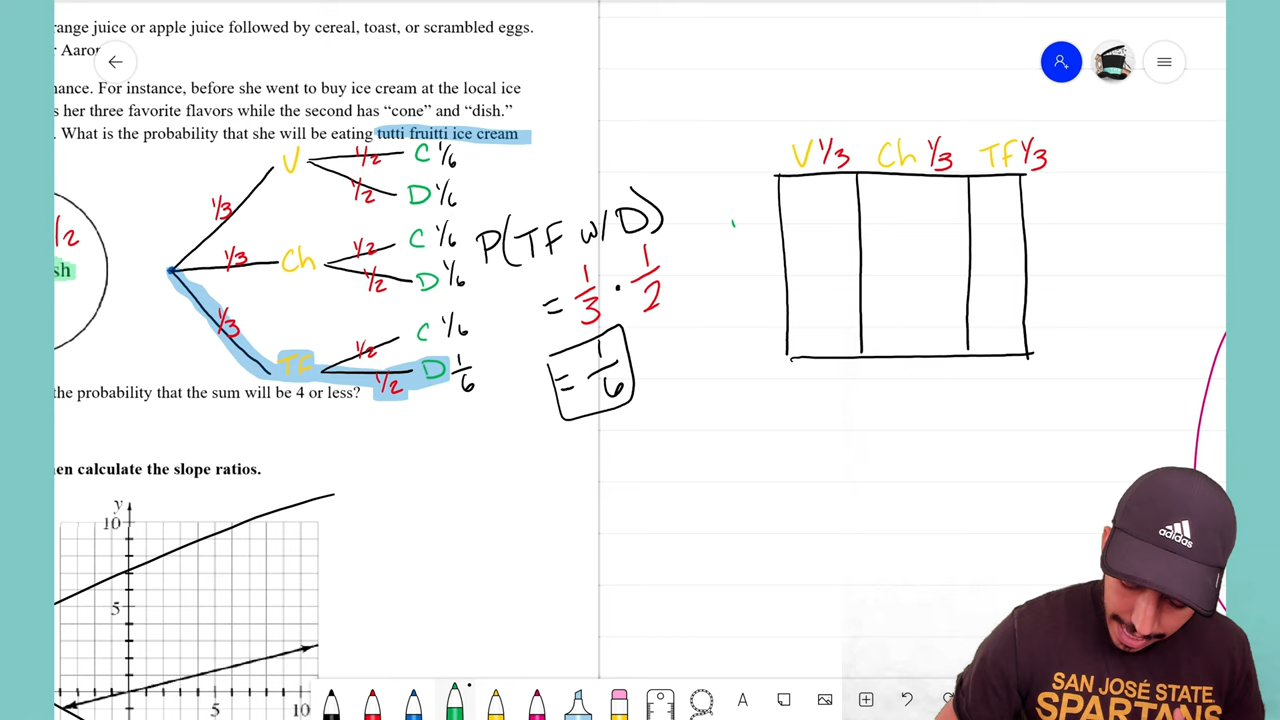 range juice or apple juice followed by cereal, toast, or scrambled eggs.
Aaron
ance. For instance, before she went to buy ice cream at the local ice
s her three favorite flavors while the second has “cone” and “dish.”
. What is the probability that she will be eating tutti fruitti ice cream
1/3 V 1/2 C 1/6
1/2 D 1/6
1/3 Ch 1/2 C 1/6
1/2 D 1/6
1/3 TF 1/2 C 1/6
1/2 D 1/6
/2
sh
P(TF w/ D)
= 1/3 · 1/2
= 1/6
V 1/3 Ch 1/3 TF 1/3
the probability that the sum will be 4 or less?
en calculate the slope ratios.
y
10
5
5 10
A
adidas
SAN JOSÉ STATE
SPARTANS